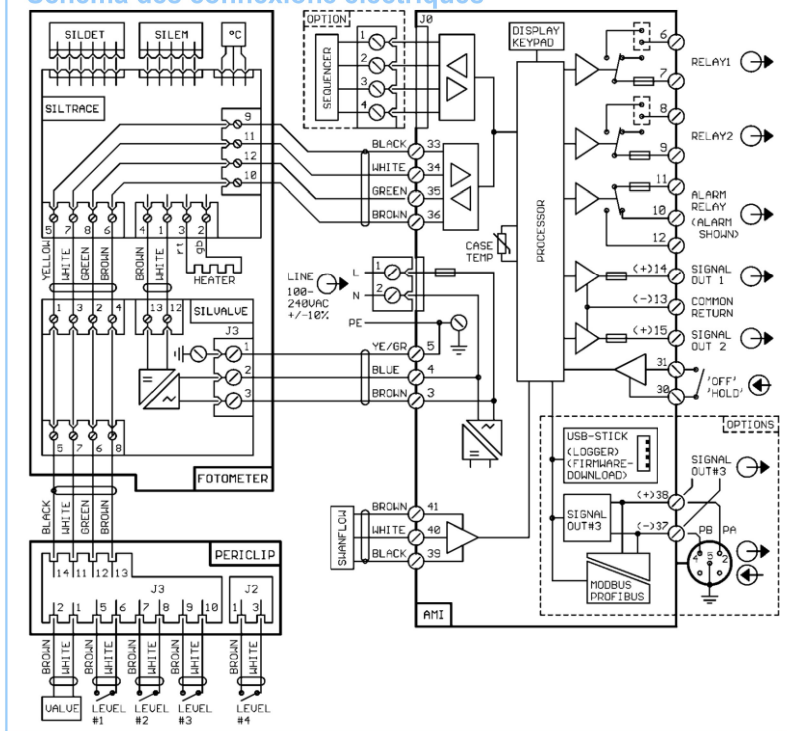 Schéma des connexions électriques
SILDET
SILEM
°C
SILTRACE
9
11
12
10
5 7 8 6
4 1 3 2
rt
gb
YELLOW
WHITE
GREEN
BROWN
BROWN
WHITE
HEATER
1 3 2 4
13 12
SILVALVE
J3
1
2
3
5 7 6 8
FOTOMETER
BLACK
WHITE
GREEN
BROWN
PERICLIP
14 11 12 13
J3
J2
2 1 5 6 7 8 9 10
1 3
BROWN
WHITE
BROWN
WHITE
BROWN
WHITE
BROWN
WHITE
BROWN
WHITE
VALVE
LEVEL #1
LEVEL #2
LEVEL #3
LEVEL #4
OPTION
SEQUENCER
1
2
3
4
J0
BLACK 33
WHITE 34
GREEN 35
BROWN 36
LINE
100-
240VAC
+/-10%
L 1
N 2
PE
YE/GR 5
BLUE 4
BROWN 3
SWANFLOW
BROWN 41
WHITE 40
BLACK 39
AMI
DISPLAY
KEYPAD
PROCESSOR
CASE
TEMP
6
7
RELAY1
8
9
RELAY2
11
10
12
ALARM
RELAY
(ALARM
SHOWN)
(+)14
SIGNAL
OUT 1
(-)13
COMMON
RETURN
(+)15
SIGNAL
OUT 2
31
30
'OFF'
'HOLD'
OPTIONS
USB-STICK
(LOGGER)
(FIRMWARE-
DOWNLOAD)
SIGNAL
OUT#3
(+)38
(-)37
SIGNAL
OUT#3
PB PA
4 5 2
MODBUS
PROFIBUS